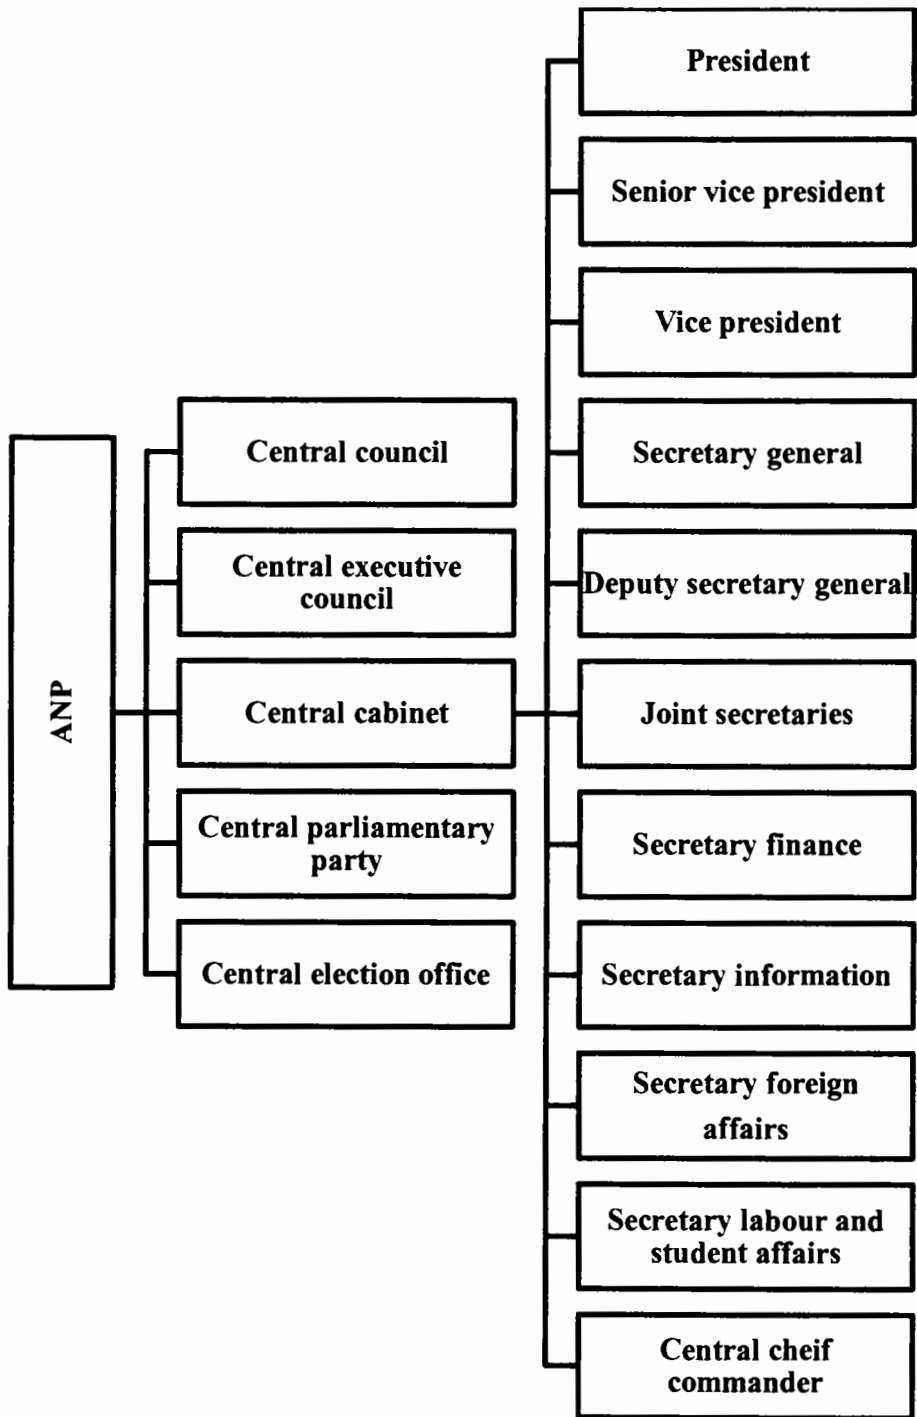 ANP
Central council
Central executive
council
Central cabinet
Central parliamentary
party
Central election office
President
Senior vice president
Vice president
Secretary general
Deputy secretary general
Joint secretaries
Secretary finance
Secretary information
Secretary foreign
affairs
Secretary labour and
student affairs
Central cheif
commander